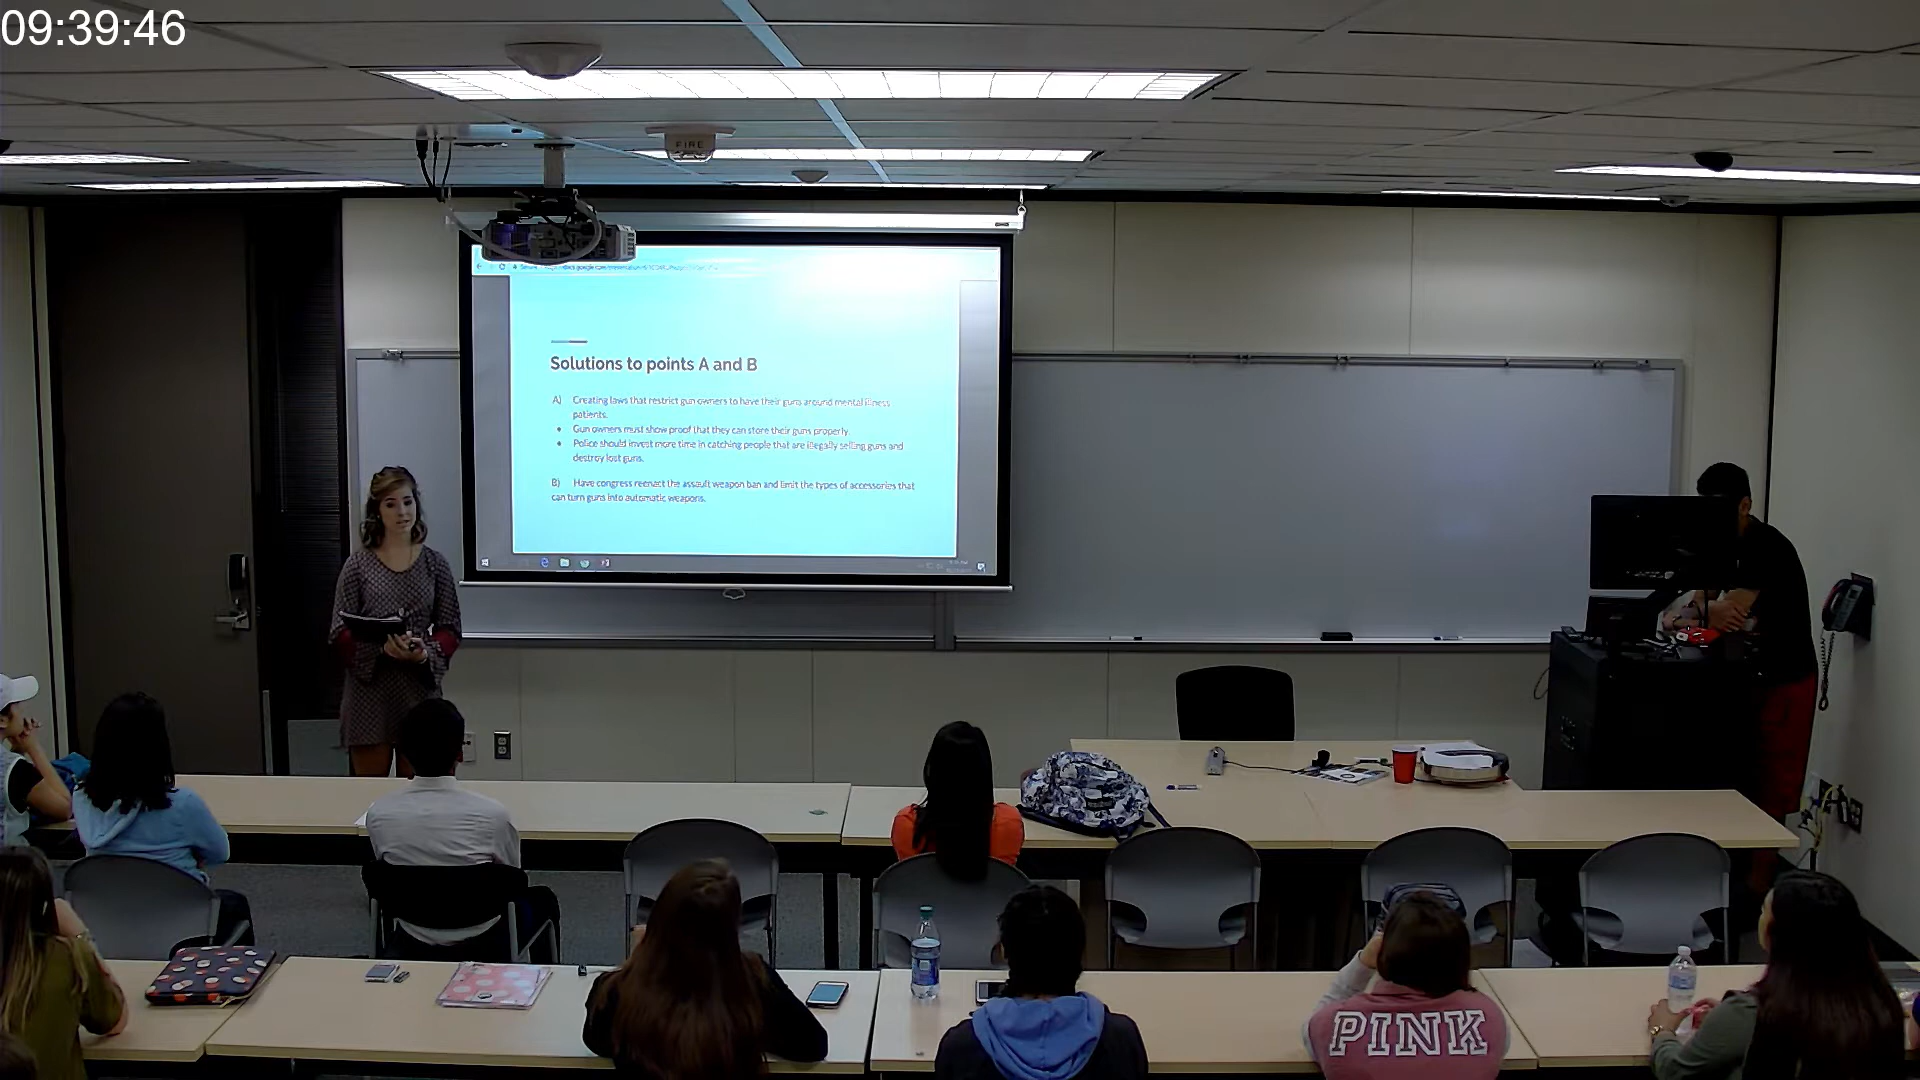 09:39:46
FIRE
Solutions to points A and B
A) Creating laws that restrict gun owners to have their guns around mental illness
patients.
• Gun owners must show proof that they can store their guns properly.
• Police should invest more time in catching people that are illegally selling guns and
destroy lost guns.
B) Have congress reenact the assault weapon ban and limit the types of accessories that
can turn guns into automatic weapons.
PINK